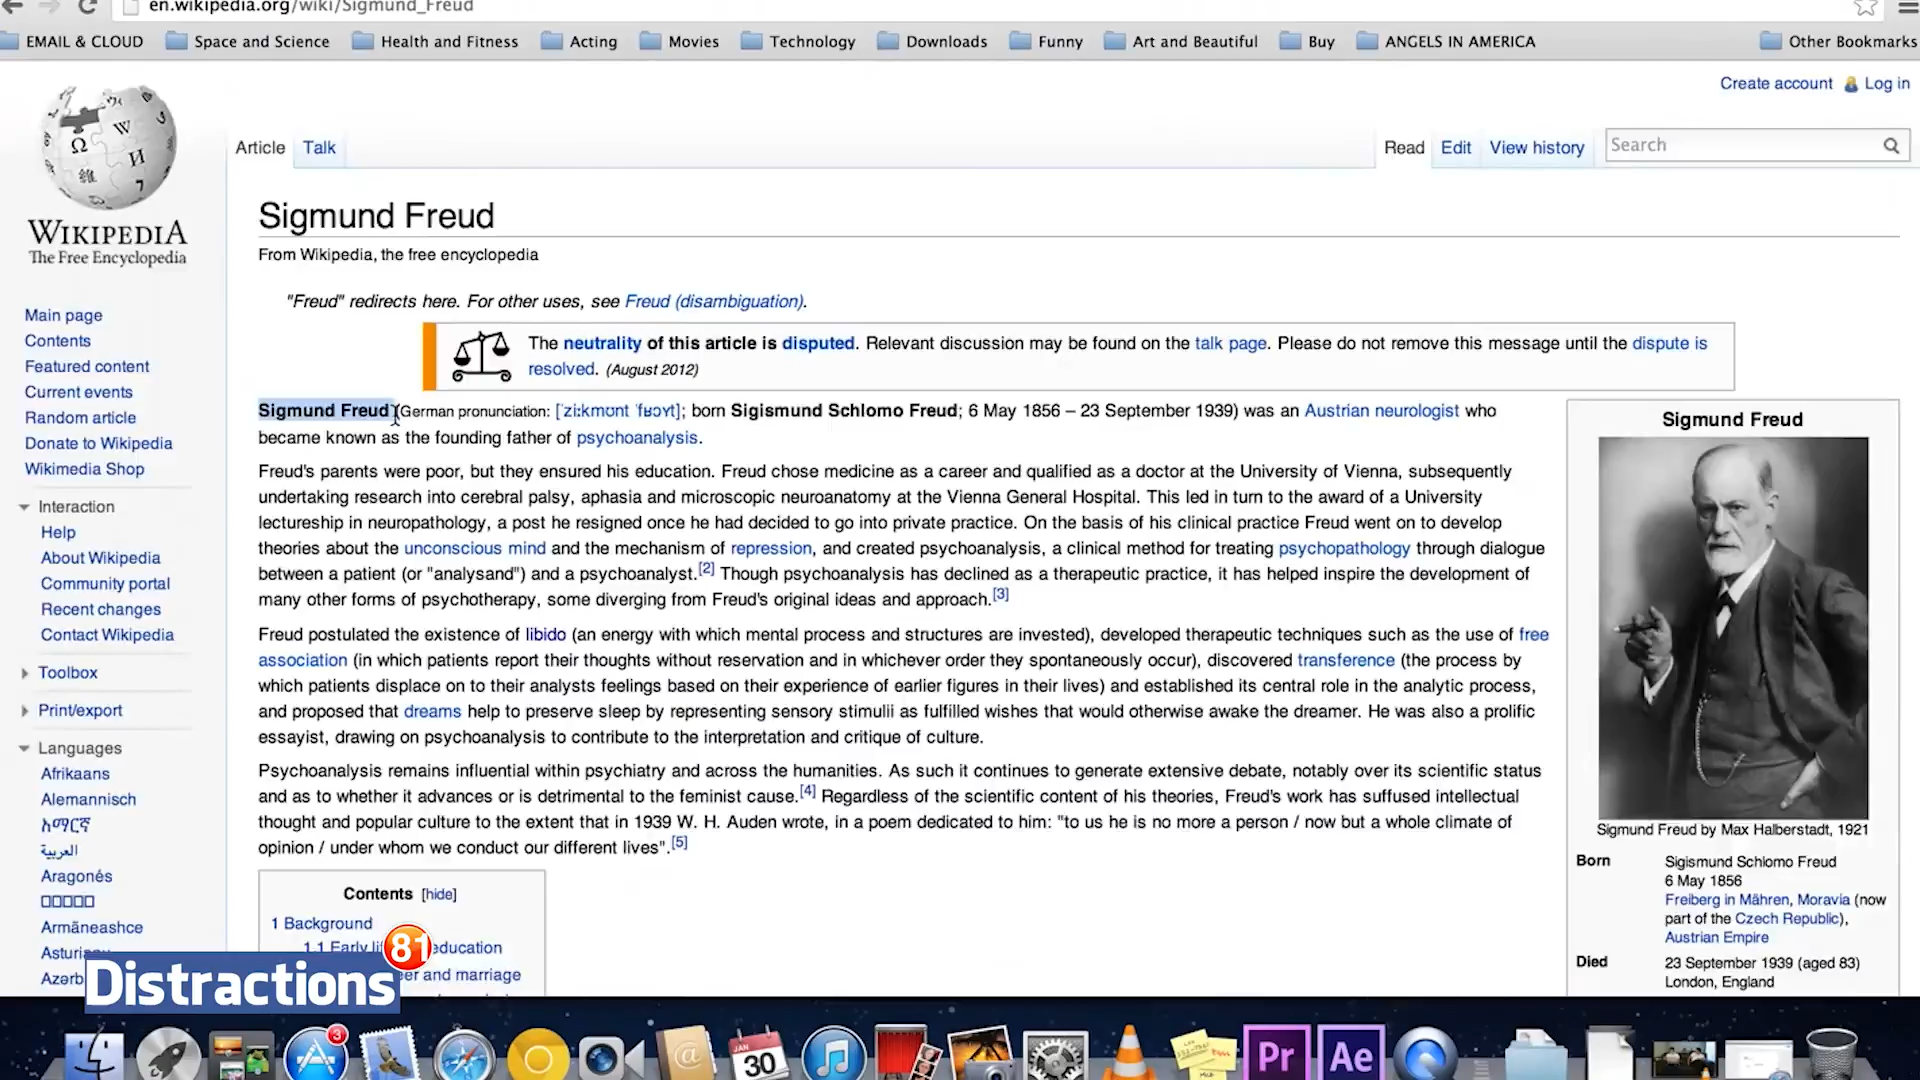 en.wikipedia.org/wiki/Sigmund_Freud
EMAIL & CLOUD
Space and Science
Health and Fitness
Acting
Movies
Technology
Downloads
Funny
Art and Beautiful
Buy
ANGELS IN AMERICA
Other Bookmarks
Create account
Log in
WIKIPEDIA
The Free Encyclopedia
Article
Talk
Read
Edit
View history
Search
Sigmund Freud
From Wikipedia, the free encyclopedia
"Freud" redirects here. For other uses, see Freud (disambiguation).
The neutrality of this article is disputed. Relevant discussion may be found on the talk page. Please do not remove this message until the dispute is
resolved. (August 2012)
Sigmund Freud (German pronunciation: [ˈziːkmʊnt ˈfʁɔʏt]; born Sigismund Schlomo Freud; 6 May 1856 – 23 September 1939) was an Austrian neurologist who
became known as the founding father of psychoanalysis.
Freud's parents were poor, but they ensured his education. Freud chose medicine as a career and qualified as a doctor at the University of Vienna, subsequently
undertaking research into cerebral palsy, aphasia and microscopic neuroanatomy at the Vienna General Hospital. This led in turn to the award of a University
lectureship in neuropathology, a post he resigned once he had decided to go into private practice. On the basis of his clinical practice Freud went on to develop
theories about the unconscious mind and the mechanism of repression, and created psychoanalysis, a clinical method for treating psychopathology through dialogue
between a patient (or "analysand") and a psychoanalyst.[2] Though psychoanalysis has declined as a therapeutic practice, it has helped inspire the development of
many other forms of psychotherapy, some diverging from Freud's original ideas and approach.[3]
Freud postulated the existence of libido (an energy with which mental process and structures are invested), developed therapeutic techniques such as the use of free
association (in which patients report their thoughts without reservation and in whichever order they spontaneously occur), discovered transference (the process by
which patients displace on to their analysts feelings based on their experience of earlier figures in their lives) and established its central role in the analytic process,
and proposed that dreams help to preserve sleep by representing sensory stimulii as fulfilled wishes that would otherwise awake the dreamer. He was also a prolific
essayist, drawing on psychoanalysis to contribute to the interpretation and critique of culture.
Psychoanalysis remains influential within psychiatry and across the humanities. As such it continues to generate extensive debate, notably over its scientific status
and as to whether it advances or is detrimental to the feminist cause.[4] Regardless of the scientific content of his theories, Freud's work has suffused intellectual
thought and popular culture to the extent that in 1939 W. H. Auden wrote, in a poem dedicated to him: "to us he is no more a person / now but a whole climate of
opinion / under whom we conduct our different lives".[5]
Contents [hide]
1 Background
1.1 Early education
and marriage
Sigmund Freud
Sigmund Freud by Max Halberstadt, 1921
Born
Sigismund Schlomo Freud
6 May 1856
Freiberg in Mähren, Moravia (now
part of the Czech Republic),
Austrian Empire
Died
23 September 1939 (aged 83)
London, England
Main page
Contents
Featured content
Current events
Random article
Donate to Wikipedia
Wikimedia Shop
Interaction
Help
About Wikipedia
Community portal
Recent changes
Contact Wikipedia
Toolbox
Print/export
Languages
Afrikaans
Alemannisch
አማርኛ
العربية
Aragonés
Armãneashce
Distractions
81
3
JAN
30
Pr
Ae